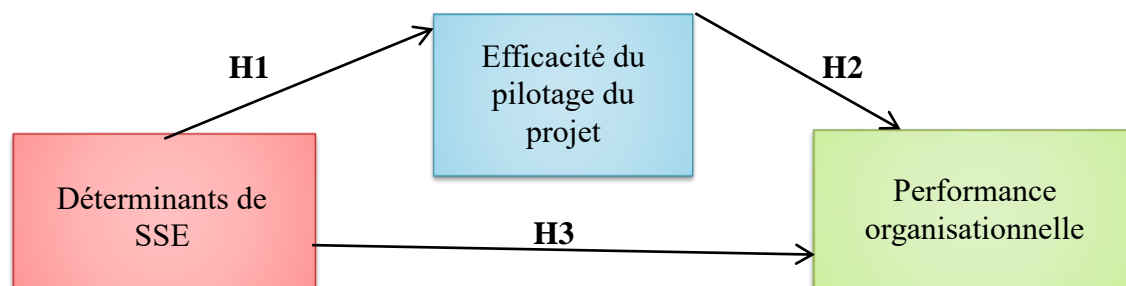 Efficacité du
pilotage du
projet
H1
H2
Déterminants de
SSE
H3
Performance
organisationnelle